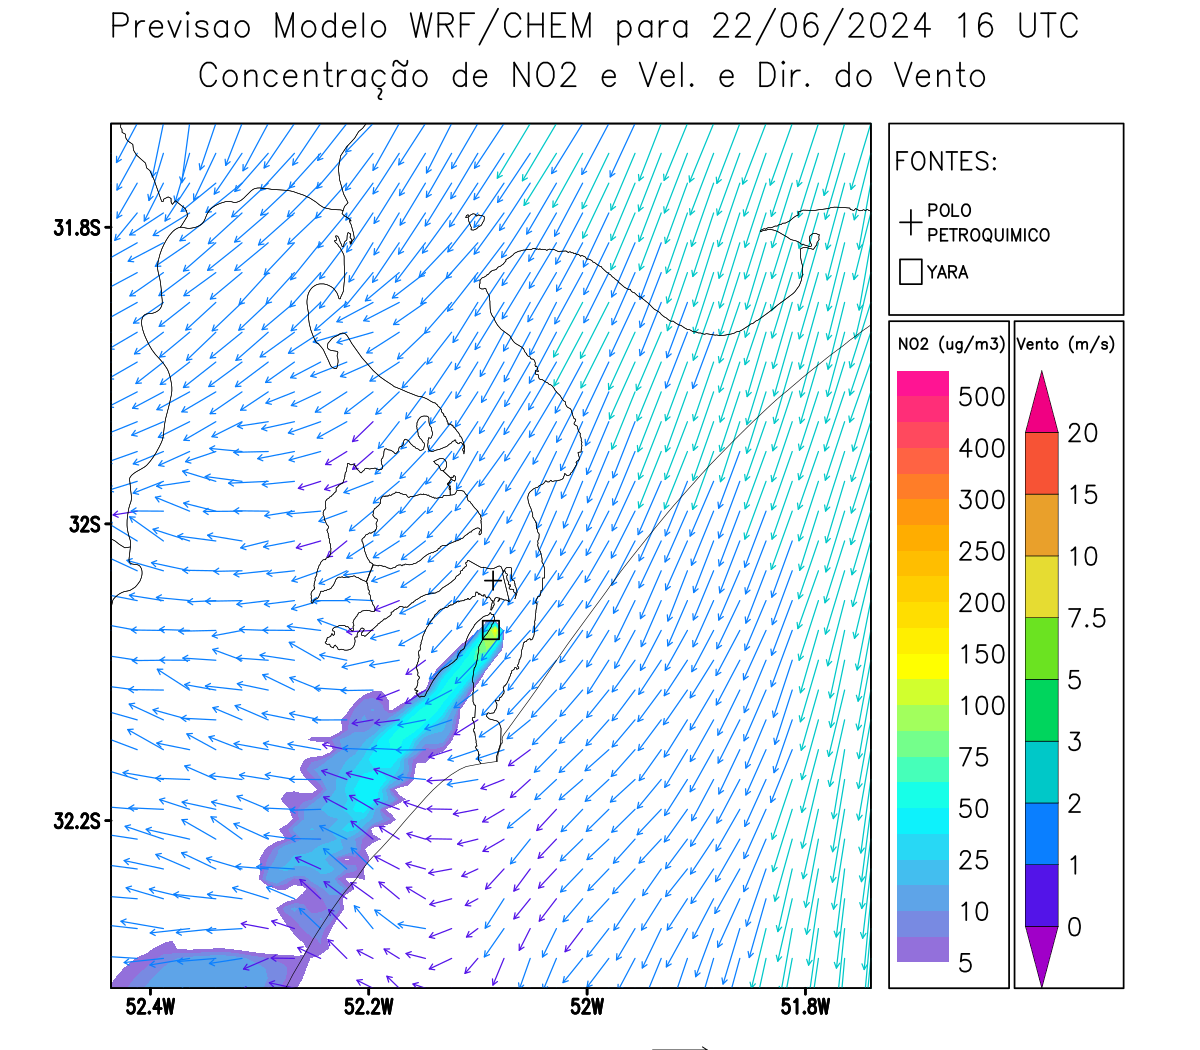 Previsao Modelo WRF/CHEM para 22/06/2024 16 UTC
Concentração de NO2 e Vel. e Dir. do Vento
FONTES:
POLO
PETROQUIMICO
YARA
NO2 (ug/m3)
500
400
300
250
200
150
100
75
50
25
10
5
Vento (m/s)
20
15
10
7.5
5
3
2
1
0
31.8S
32S
32.2S
52.4W
52.2W
52W
51.8W